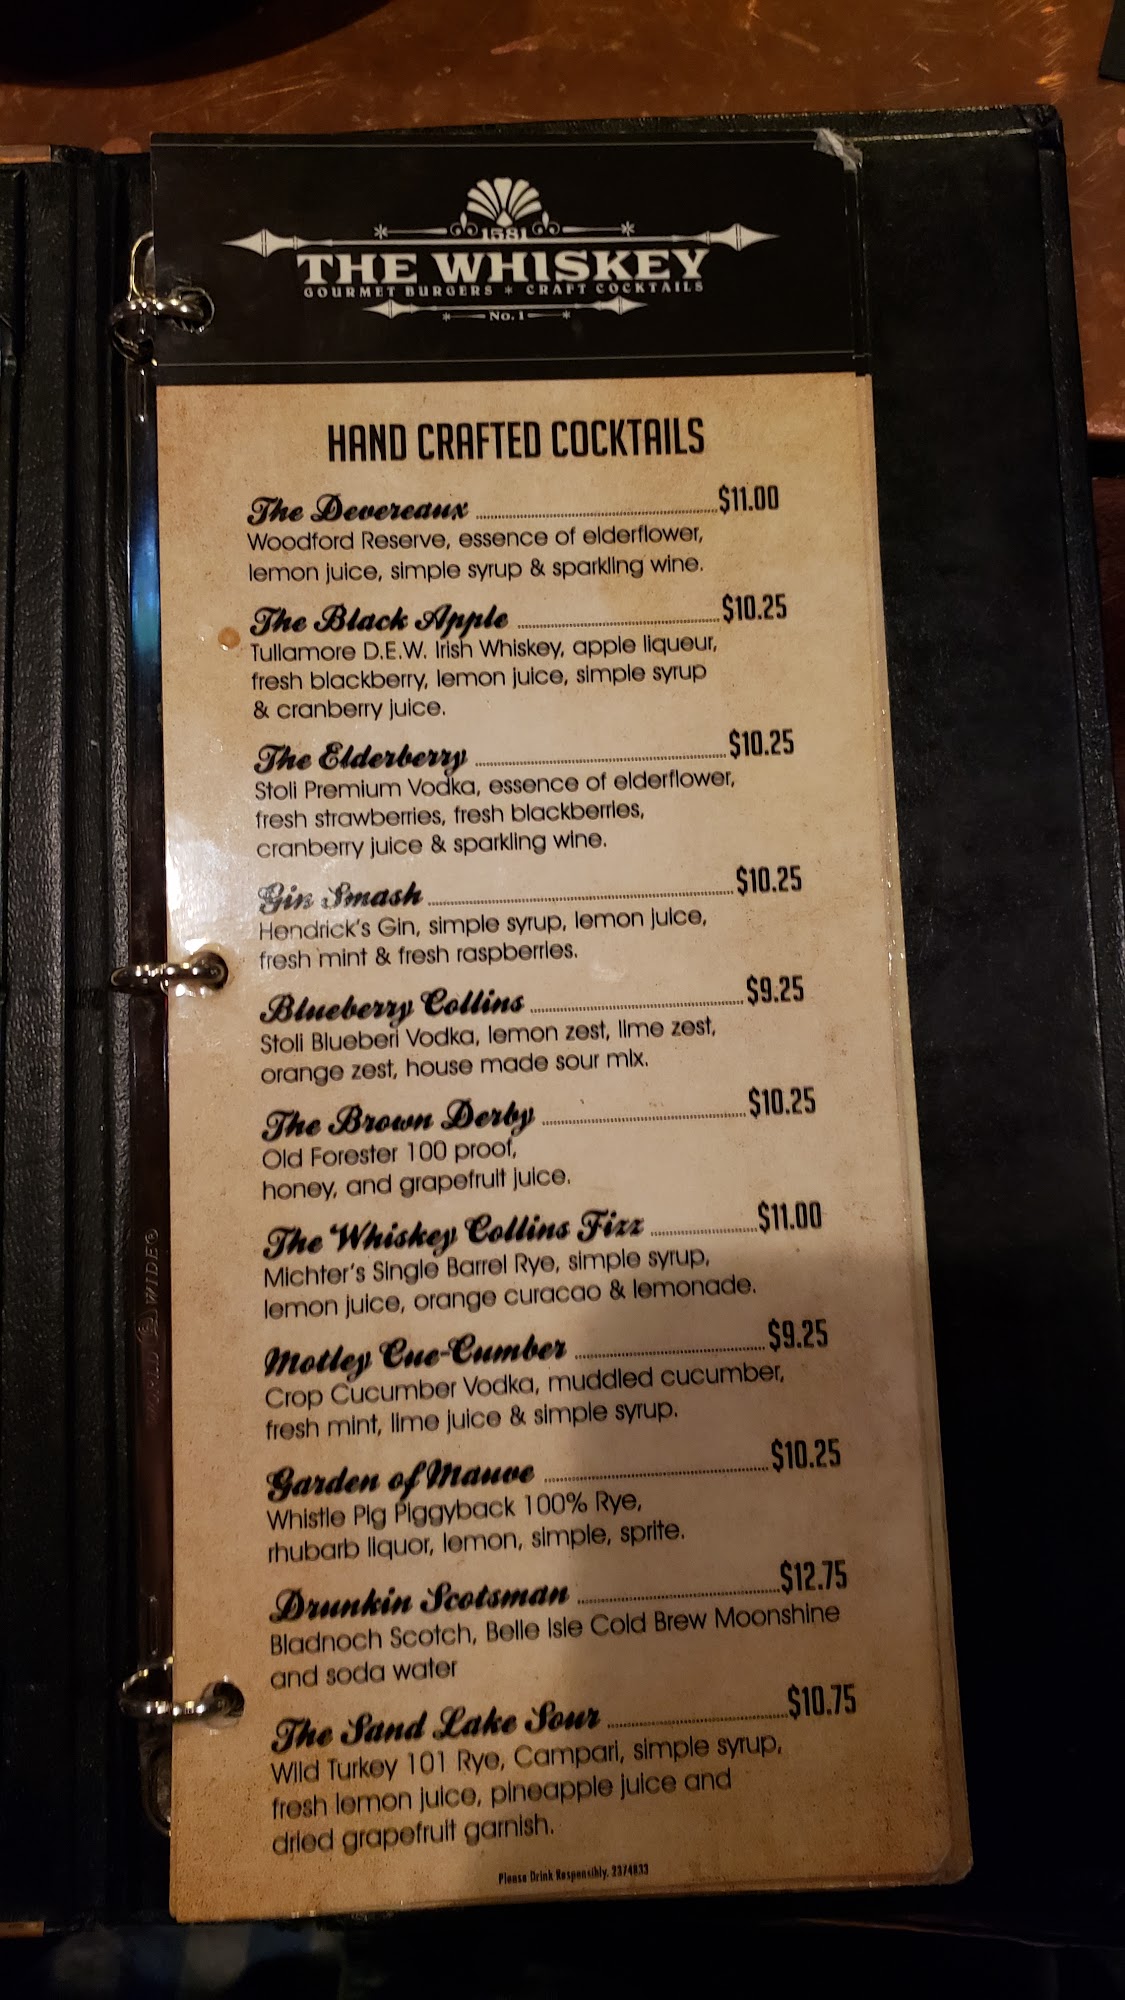 1581
THE WHISKEY
GOURMET BURGERS * CRAFT COCKTAILS
No. 1
HAND CRAFTED COCKTAILS
The Devereaux $11.00
Woodford Reserve, essence of elderflower,
lemon juice, simple syrup & sparkling wine.
The Black Apple $10.25
Tullamore D.E.W. Irish Whiskey, apple liqueur,
fresh blackberry, lemon juice, simple syrup
& cranberry juice.
The Elderberry $10.25
Stoli Premium Vodka, essence of elderflower,
fresh strawberries, fresh blackberries,
cranberry juice & sparkling wine.
Gin Smash $10.25
Hendrick's Gin, simple syrup, lemon juice,
fresh mint & fresh raspberries.
Blueberry Collins $9.25
Stoli Blueberi Vodka, lemon zest, lime zest,
orange zest, house made sour mix.
The Brown Derby $10.25
Old Forester 100 proof,
honey, and grapefruit juice.
The Whiskey Collins Fizz $11.00
Michter's Single Barrel Rye, simple syrup,
lemon juice, orange curacao & lemonade.
Motley Cue-Cumber $9.25
Crop Cucumber Vodka, muddled cucumber,
fresh mint, lime juice & simple syrup.
Garden of Mauve $10.25
Whistle Pig Piggyback 100% Rye,
rhubarb liquor, lemon, simple, sprite.
Drunkin Scotsman $12.75
Bladnoch Scotch, Belle Isle Cold Brew Moonshine
and soda water
The Sand Lake Sour $10.75
Wild Turkey 101 Rye, Campari, simple syrup,
fresh lemon juice, pineapple juice and
dried grapefruit garnish.
Please Drink Responsibly. 2374833
WORLD WIDE®